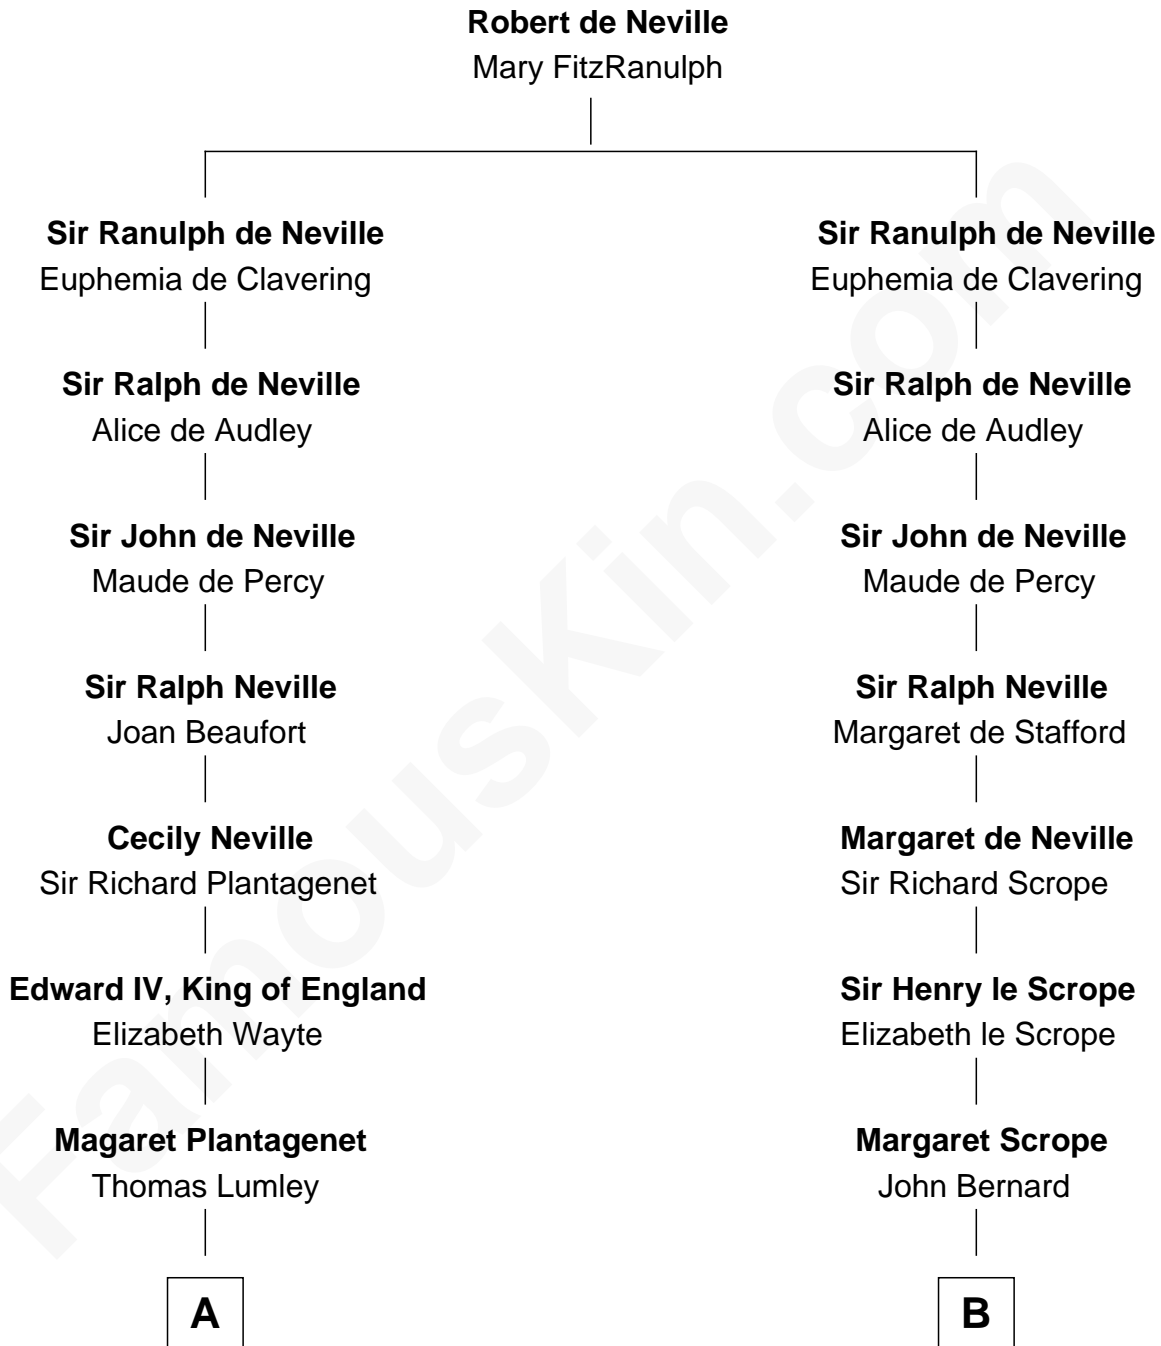 Robert de Neville
Mary FitzRanulph
Sir Ranulph de Neville
Euphemia de Clavering
Sir Ralph de Neville
Alice de Audley
Sir John de Neville
Maude de Percy
Sir Ralph Neville
Joan Beaufort
Cecily Neville
Sir Richard Plantagenet
Edward IV, King of England
Elizabeth Wayte
Magaret Plantagenet
Thomas Lumley
A
Sir Ranulph de Neville
Euphemia de Clavering
Sir Ralph de Neville
Alice de Audley
Sir John de Neville
Maude de Percy
Sir Ralph Neville
Margaret de Stafford
Margaret de Neville
Sir Richard Scrope
Sir Henry le Scrope
Elizabeth le Scrope
Margaret Scrope
John Bernard
B
FamousKin.com